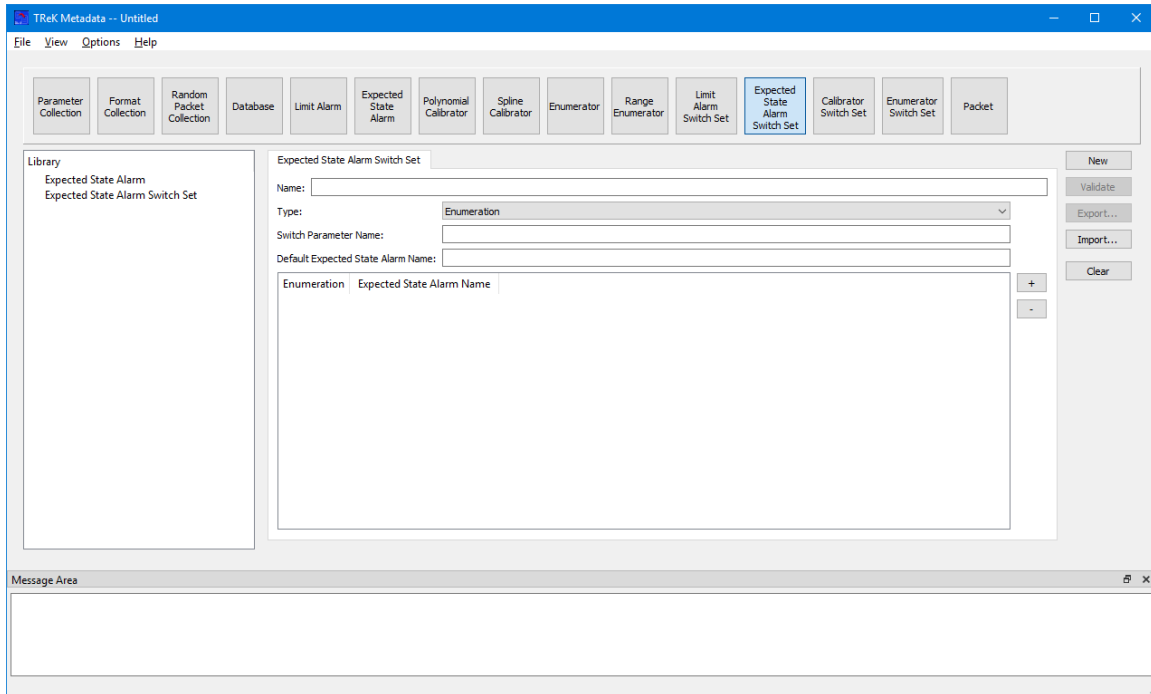 TReK Metadata -- Untitled
File View Options Help
Parameter Collection
Format Collection
Random Packet Collection
Database
Limit Alarm
Expected State Alarm
Polynomial Calibrator
Spline Calibrator
Enumerator
Range Enumerator
Limit Alarm Switch Set
Expected State Alarm Switch Set
Calibrator Switch Set
Enumerator Switch Set
Packet
Library
Expected State Alarm
Expected State Alarm Switch Set
Expected State Alarm Switch Set
Name:
Type: Enumeration
Switch Parameter Name:
Default Expected State Alarm Name:
Enumeration Expected State Alarm Name
+
-
New
Validate
Export...
Import...
Clear
Message Area